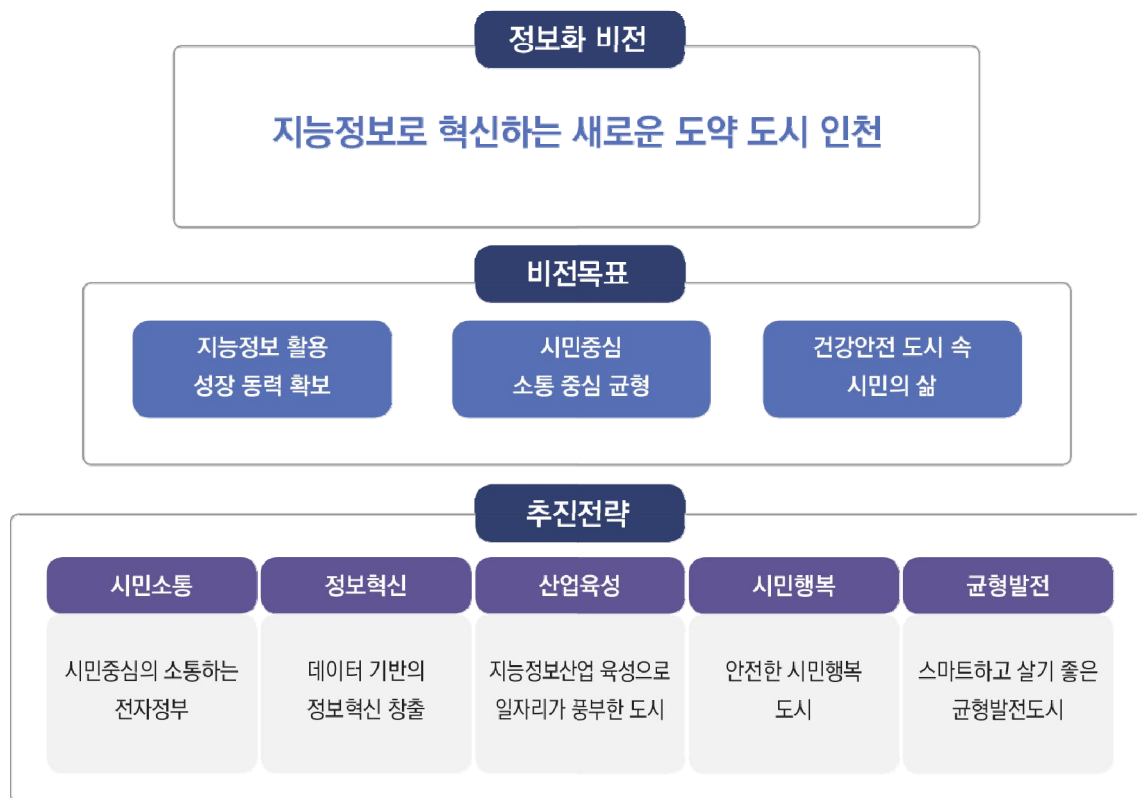 정보화 비전
지능정보로 혁신하는 새로운 도약 도시 인천
비전목표
지능정보 활용
성장 동력 확보
시민중심
소통 중심 균형
건강안전 도시 속
시민의 삶
추진전략
시민소통
시민중심의 소통하는
전자정부
정보혁신
데이터 기반의
정보혁신 창출
산업육성
지능정보산업 육성으로
일자리가 풍부한 도시
시민행복
안전한 시민행복
도시
균형발전
스마트하고 살기 좋은
균형발전도시